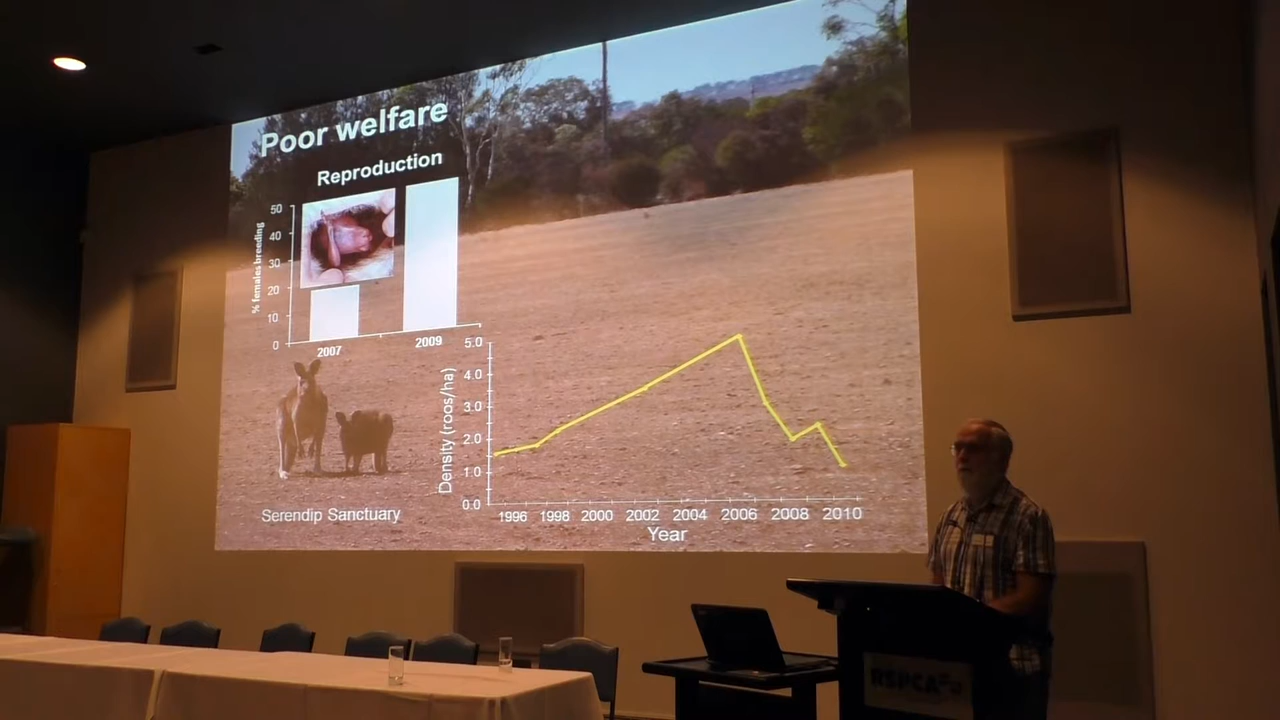 Poor welfare
Reproduction
% females breeding
50
40
30
20
10
0
2007 2009
Density (roos/ha)
5.0
4.0
3.0
2.0
1.0
0.0
1996 1998 2000 2002 2004 2006 2008 2010
Year
Serendip Sanctuary
RSPCA